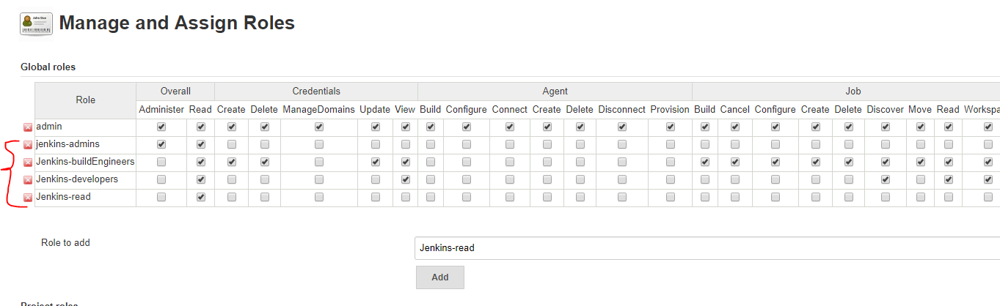 John Doe
Manage and Assign Roles
Global roles
Role Overall Credentials Agent Job
Administer Read Create Delete ManageDomains Update View Build Configure Connect Create Delete Disconnect Provision Build Cancel Configure Create Delete Discover Move Read Workspa
admin
jenkins-admins
Jenkins-buildEngineers
Jenkins-developers
Jenkins-read
Role to add Jenkins-read
Add
Project roles